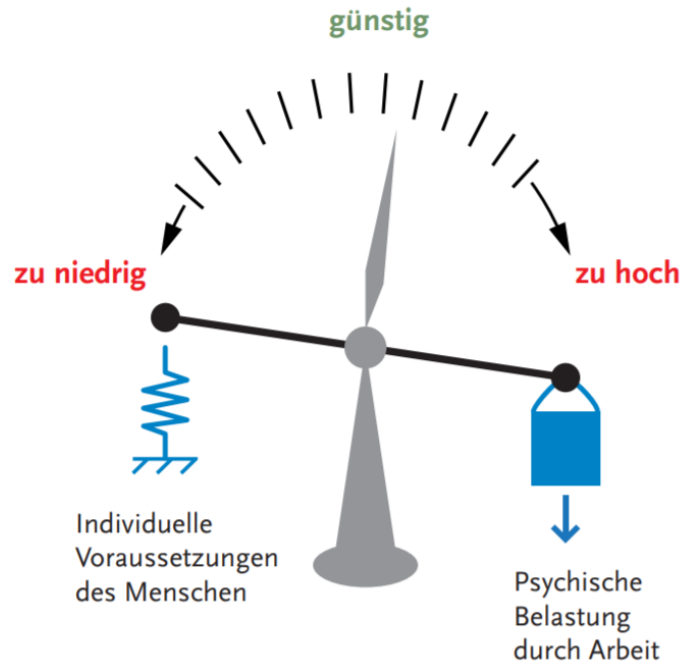 günstig
zu niedrig
zu hoch
Individuelle
Voraussetzungen
des Menschen
Psychische
Belastung
durch Arbeit